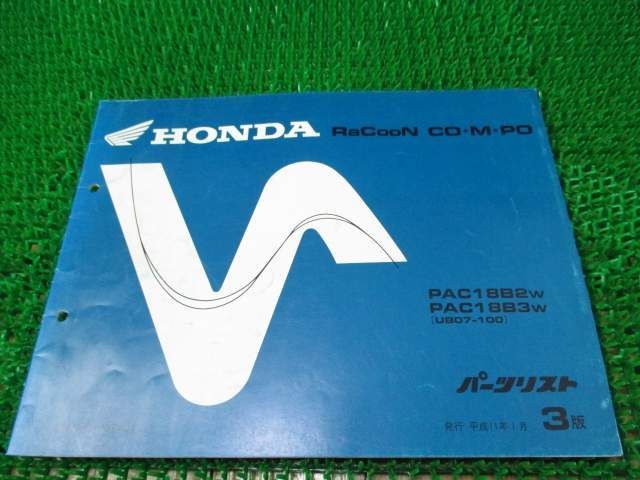 HONDA RaCooN CO・M・PO
PAC18B2W
PAC18B3W
[UB07-100]
パーツリスト
発行 平成11年1月 3版